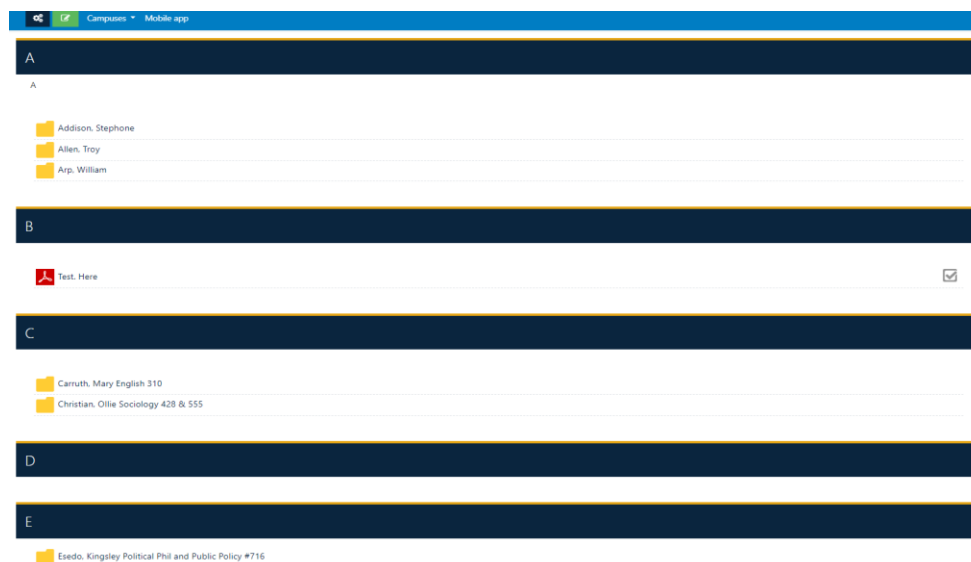 Campuses Mobile app
A
A
Addison, Stephone
Allen, Troy
Arp, William
B
Test, Here
C
Carruth, Mary English 310
Christian, Ollie Sociology 428 & 555
D
E
Esedo, Kingsley Political Phil and Public Policy #716